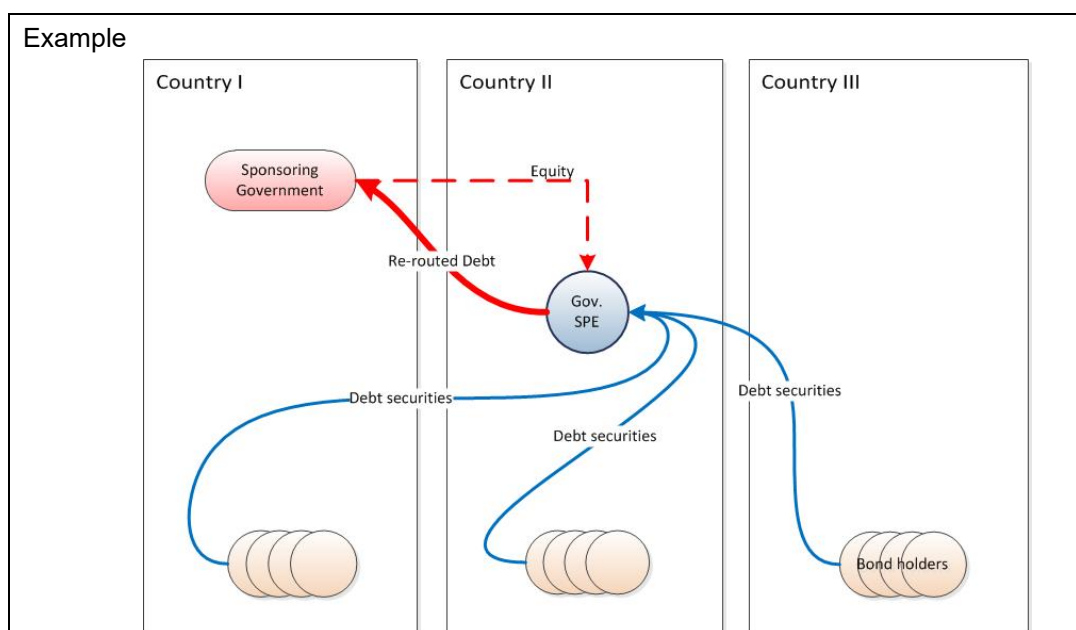 Example
Country I
Country II
Country III
Sponsoring
Government
Equity
Re-routed Debt
Gov.
SPE
Debt securities
Debt securities
Debt securities
Bond holders